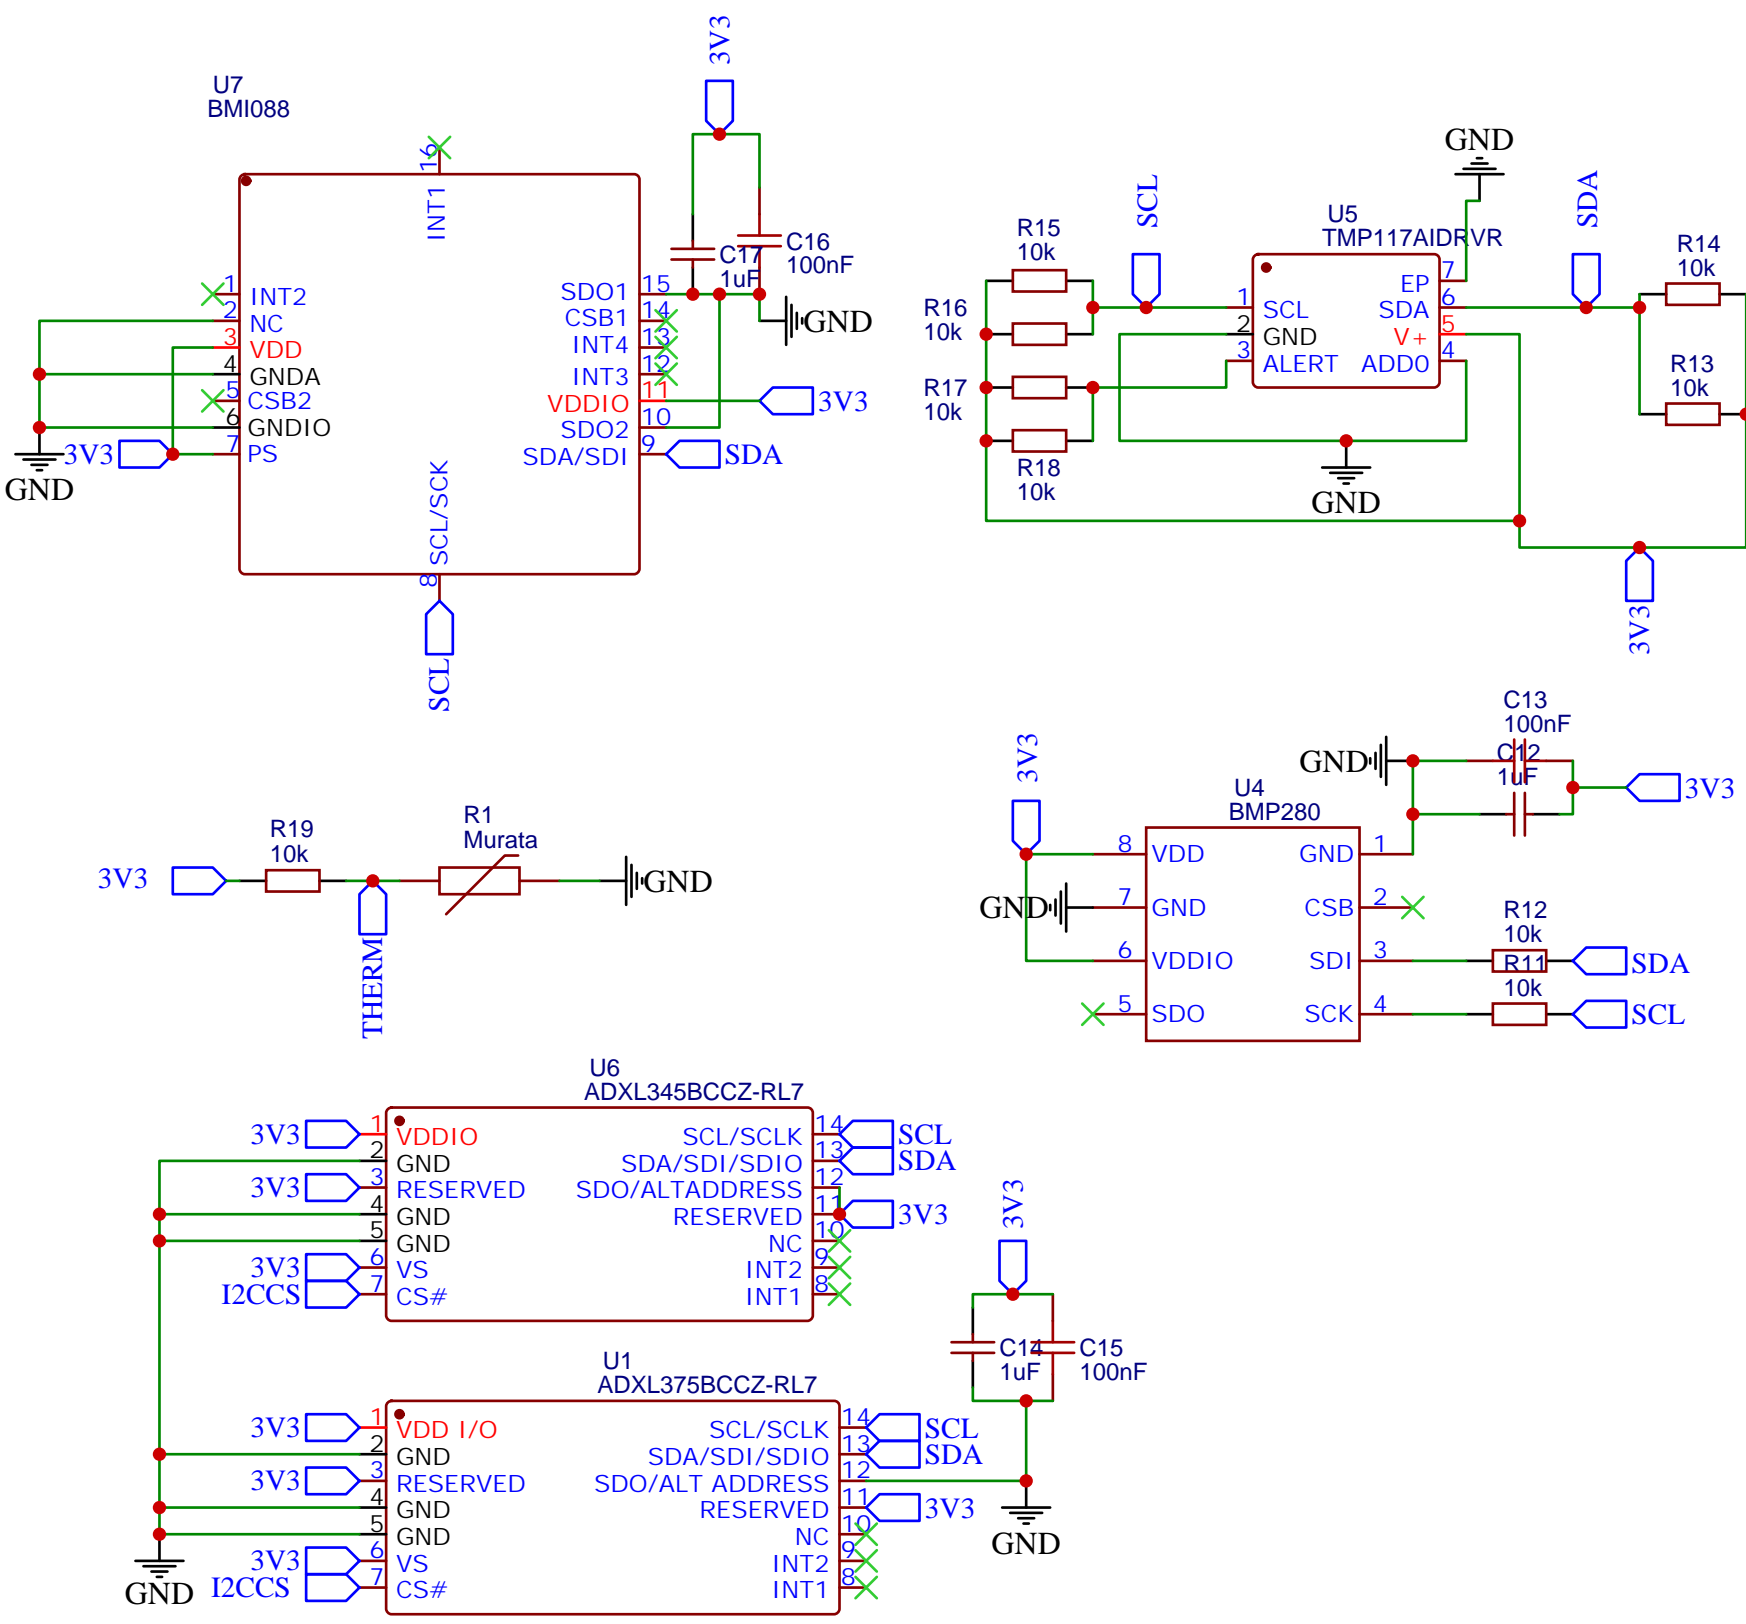 3V3
U7
BMI088
16
INT1
C17
1uF
C16
100nF
1
INT2
2
NC
3
VDD
4
GNDA
5
CSB2
6
GNDIO
7
PS
3V3
GND
SDO1
15
CSB1
14
INT4
13
INT3
12
VDDIO
11
SDO2
10
SDA/SDI
9
GND
3V3
SDA
SCL/SCK
8
SCL
GND
SCL
SDA
U5
TMP117AIDRVR
R15
10k
R16
10k
R17
10k
R18
10k
1
SCL
2
GND
3
ALERT
EP
7
SDA
6
V+
5
ADD0
4
R14
10k
R13
10k
GND
3V3
R19
10k
R1
Murata
3V3
GND
THERM
3V3
U4
BMP280
C13
100nF
C12
1uF
GND
3V3
8
VDD
GND
7
GND
6
VDDIO
5
SDO
GND
1
CSB
2
SDI
3
SCK
4
R12
10k
R11
10k
SDA
SCL
U6
ADXL345BCCZ-RL7
3V3
1
VDDIO
2
GND
3V3
3
RESERVED
4
GND
5
GND
3V3
6
VS
I2CCS
7
CS#
SCL/SCLK
14
SCL
SDA/SDI/SDIO
13
SDA
SDO/ALTADDRESS
12
RESERVED
11
3V3
NC
10
INT2
9
INT1
8
3V3
C14
1uF
C15
100nF
U1
ADXL375BCCZ-RL7
3V3
1
VDD I/O
2
GND
3V3
3
RESERVED
4
GND
5
GND
3V3
6
VS
I2CCS
7
CS#
GND
SCL/SCLK
14
SCL
SDA/SDI/SDIO
13
SDA
SDO/ALT ADDRESS
12
RESERVED
11
3V3
NC
10
INT2
9
INT1
8
GND